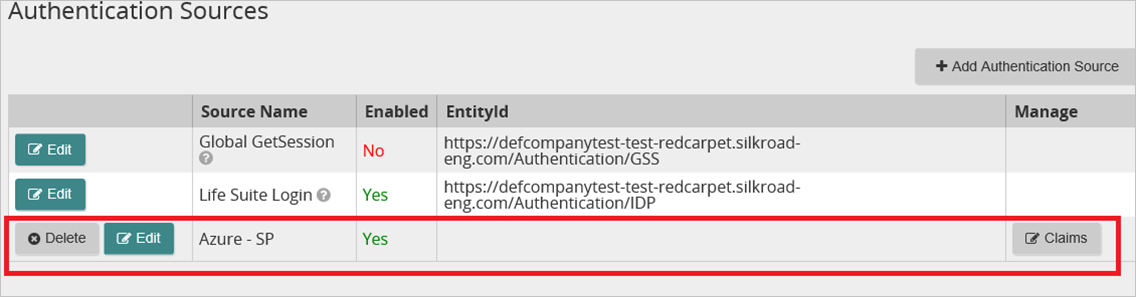 Authentication Sources
Add Authentication Source
Source Name Enabled EntityId Manage
Edit Global GetSession ? No https://defcompanytest-test-redcarpet.silkroad-
eng.com/Authentication/GSS
Edit Life Suite Login ? Yes https://defcompanytest-test-redcarpet.silkroad-
eng.com/Authentication/IDP
Delete Edit Azure - SP Yes Claims